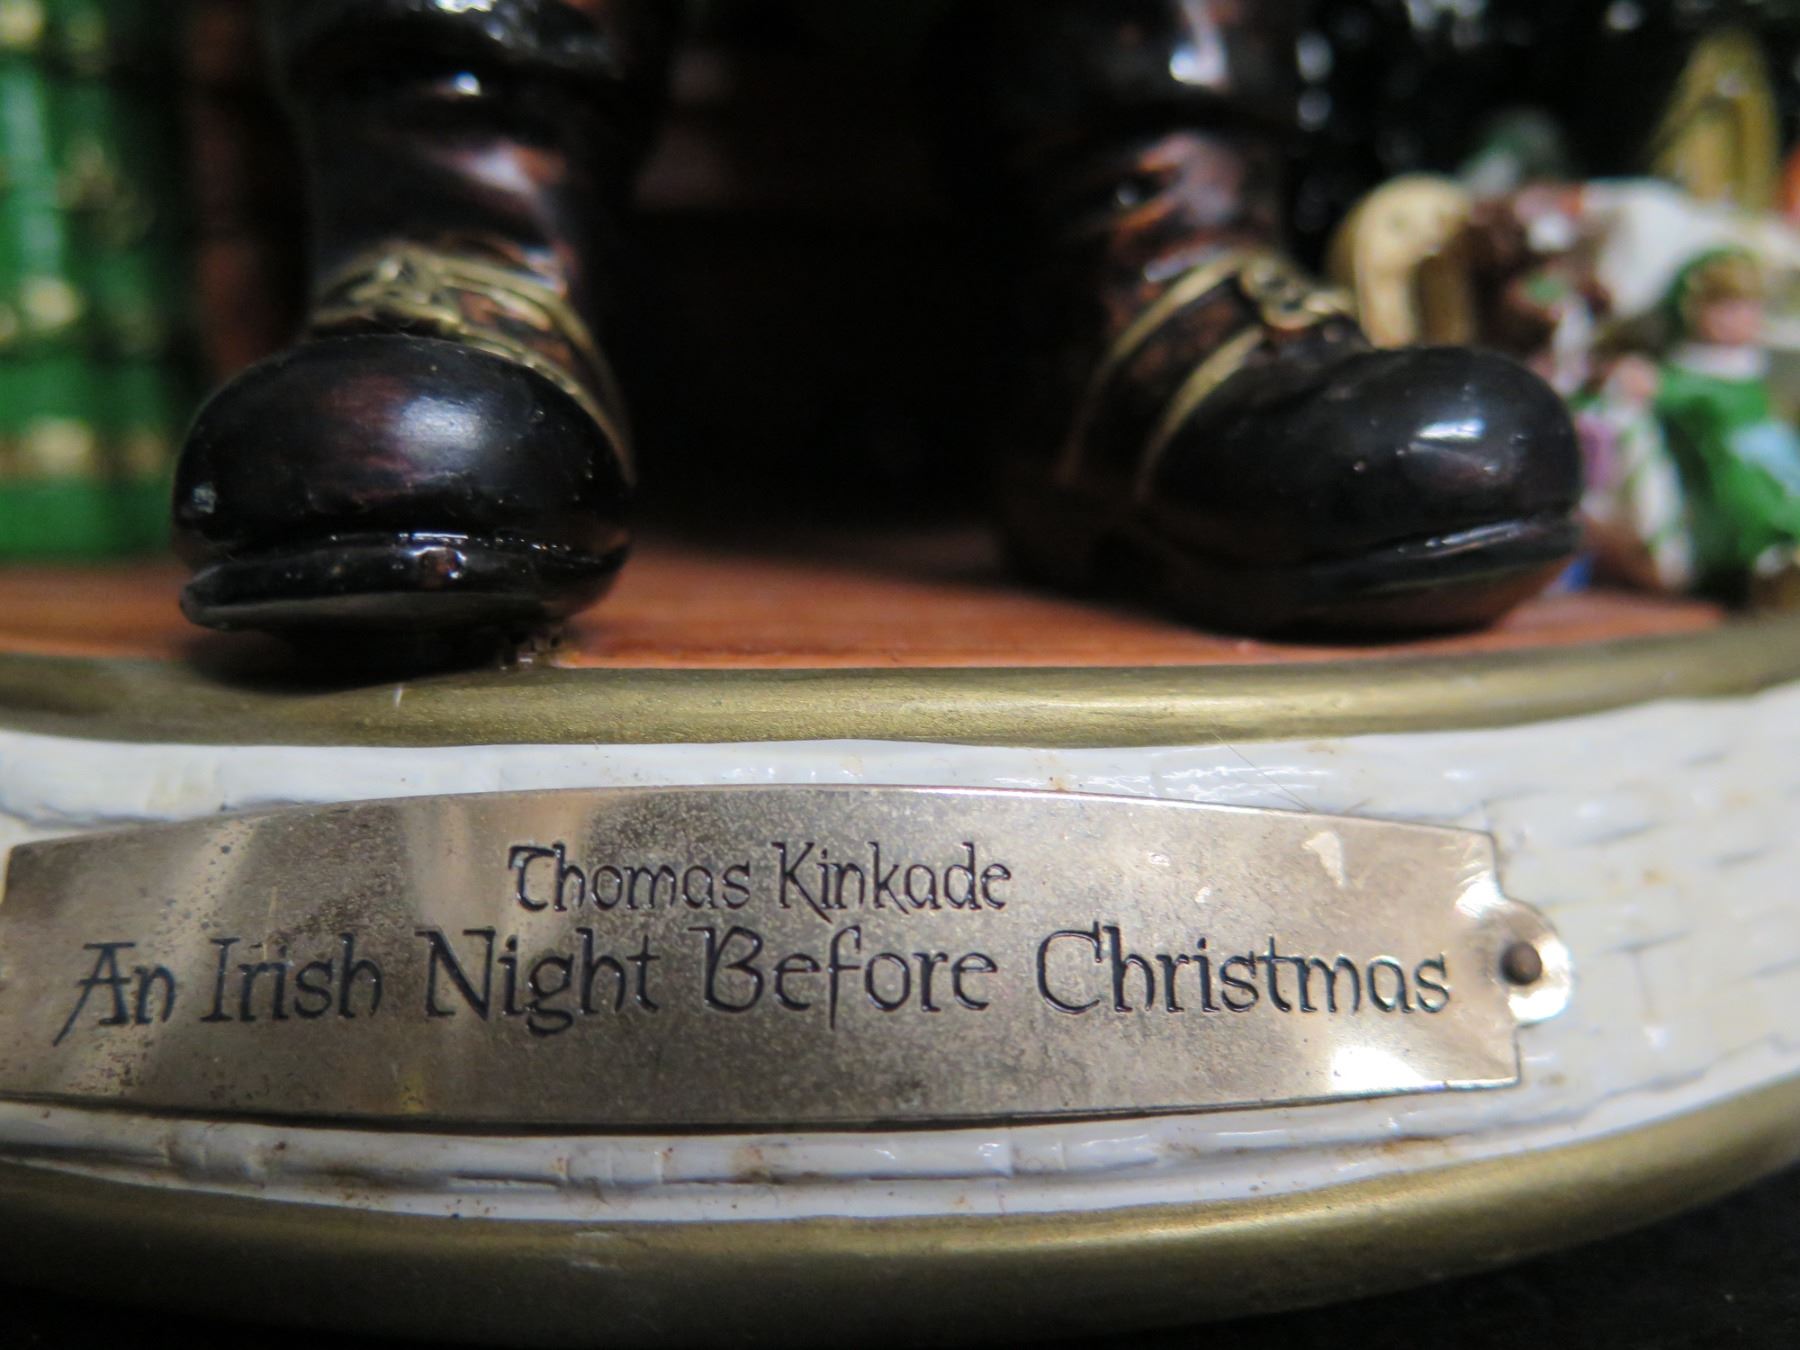 Thomas Kinkade
An Irish Night Before Christmas